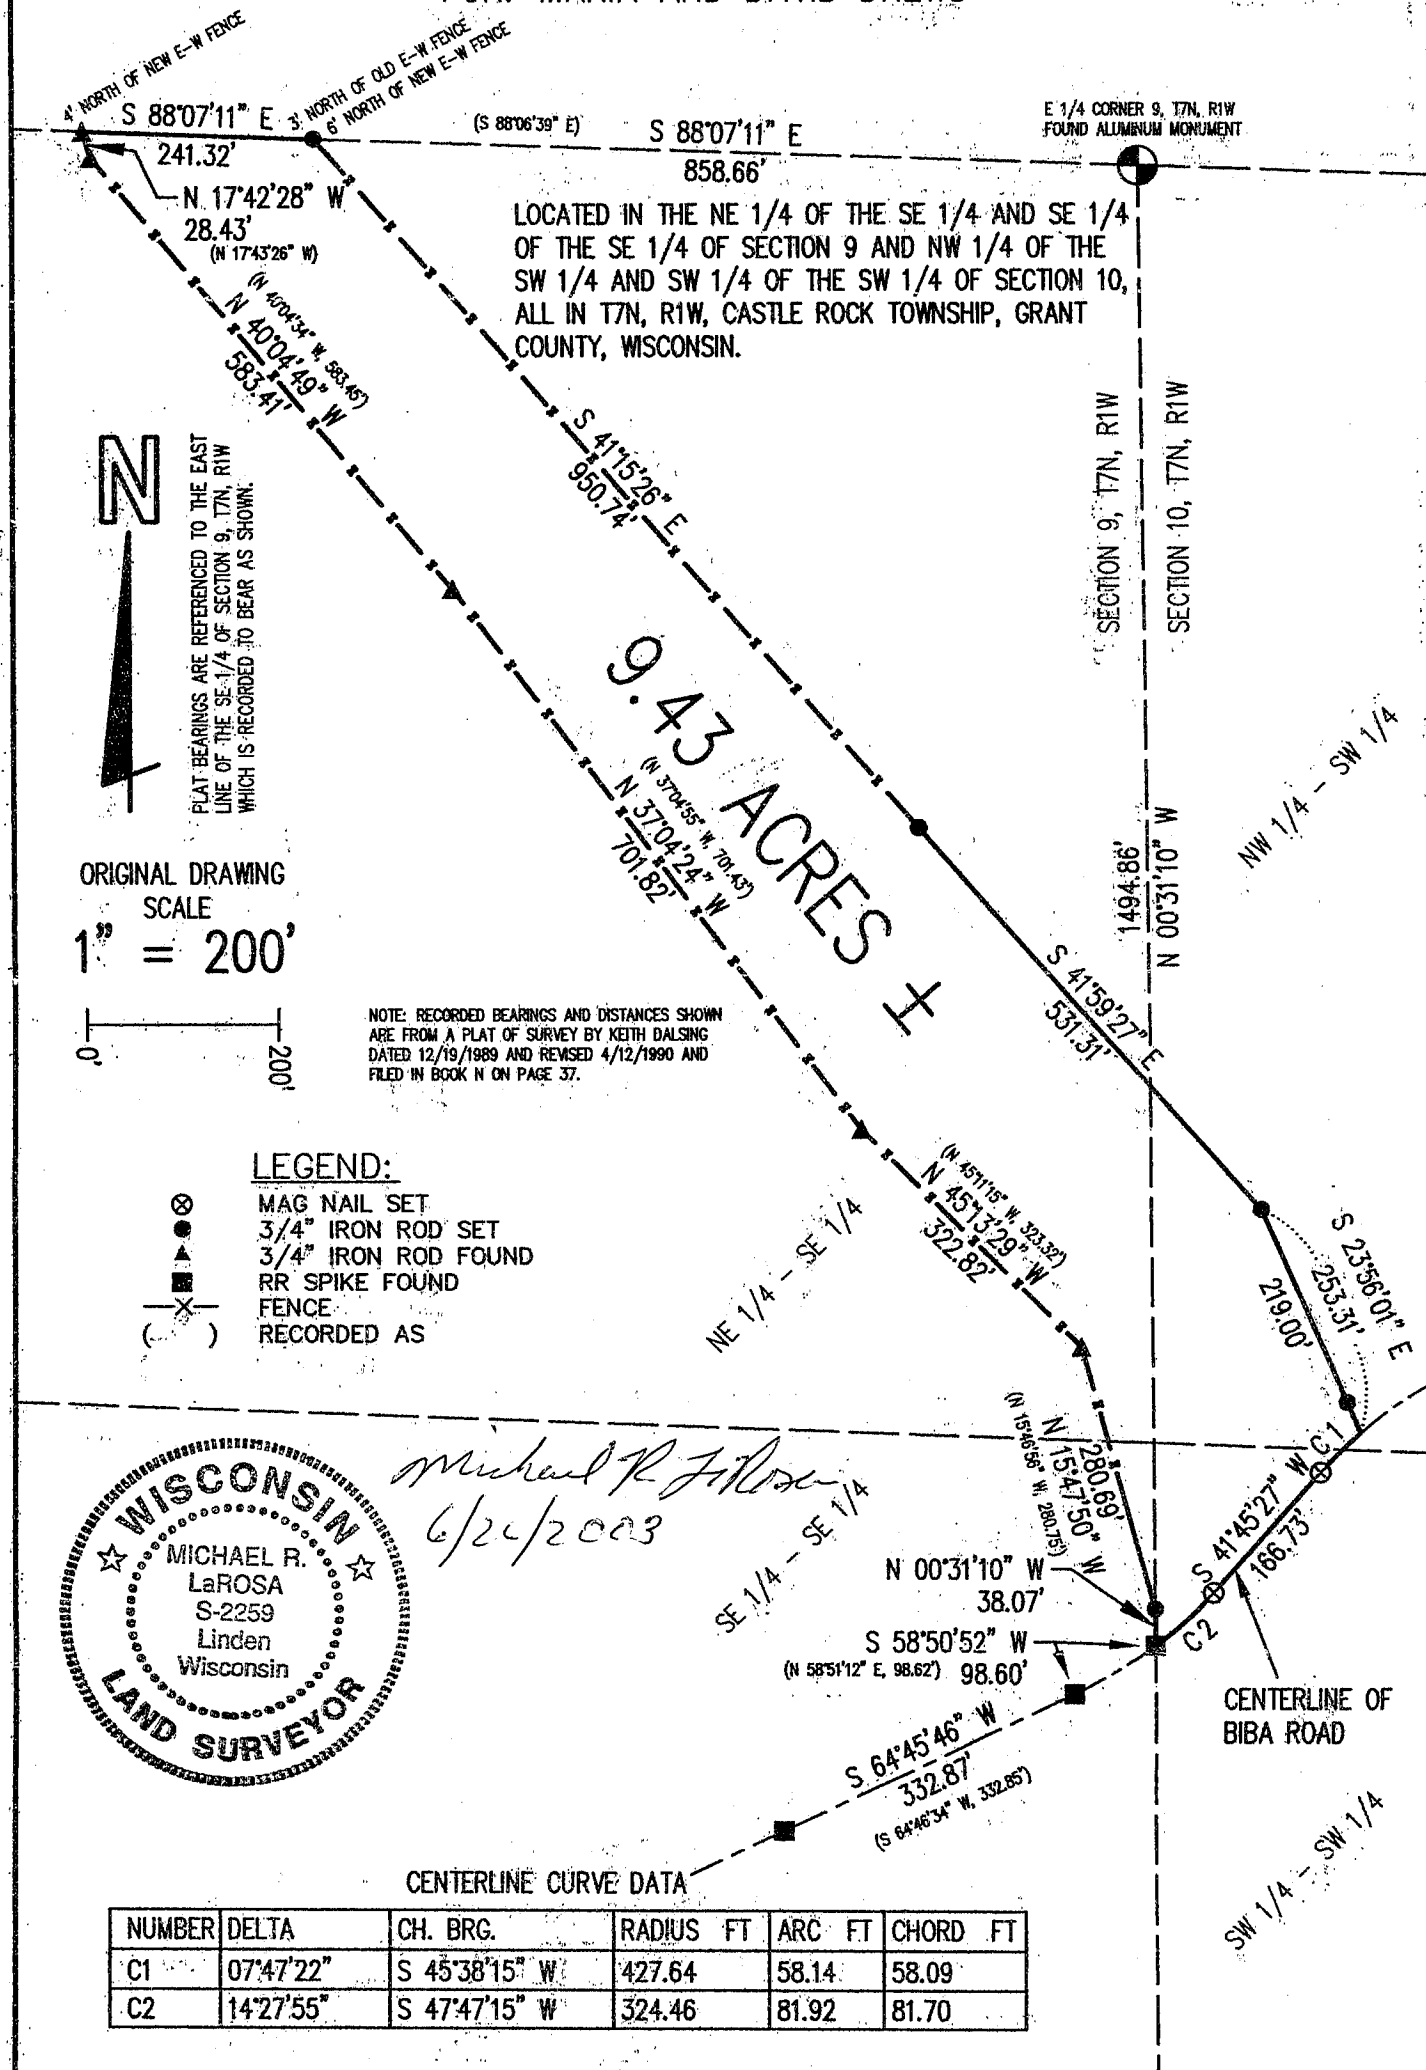 4' NORTH OF NEW E-W FENCE
3' NORTH OF OLD E-W FENCE
6' NORTH OF NEW E-W FENCE
S 88°07'11" E
241.32'
(S 88°06'39" E)
S 88°07'11" E
858.66'
E 1/4 CORNER 9, T7N, R1W
FOUND ALUMINUM MONUMENT
N 17°42'28" W
28.43'
(N 17°43'26" W)
LOCATED IN THE NE 1/4 OF THE SE 1/4 AND SE 1/4
OF THE SE 1/4 OF SECTION 9 AND NW 1/4 OF THE
SW 1/4 AND SW 1/4 OF THE SW 1/4 OF SECTION 10,
ALL IN T7N, R1W, CASTLE ROCK TOWNSHIP, GRANT
COUNTY, WISCONSIN.
(N 40°04'34" W, 583.45')
N 40°04'49" W
583.41'
S 41°15'26" E
950.74'
SECTION 9, T7N, R1W
SECTION 10, T7N, R1W
N
PLAT BEARINGS ARE REFERENCED TO THE EAST
LINE OF THE SE 1/4 OF SECTION 9, T7N, R1W
WHICH IS RECORDED TO BEAR AS SHOWN.
9.43 ACRES ±
(N 37°04'55" W, 701.43')
N 37°04'24" W
701.82'
NW 1/4 - SW 1/4
1494.86'
N 00°31'10" W
ORIGINAL DRAWING
SCALE
1" = 200'
0'
200'
S 41°59'27" E
531.31'
NOTE: RECORDED BEARINGS AND DISTANCES SHOWN
ARE FROM A PLAT OF SURVEY BY KEITH DALSING
DATED 12/19/1989 AND REVISED 4/12/1990 AND
FILED IN BOOK N ON PAGE 37.
LEGEND:
MAG NAIL SET
3/4" IRON ROD SET
3/4" IRON ROD FOUND
RR SPIKE FOUND
FENCE
( ) RECORDED AS
(N 45°11'15" W, 323.32')
N 45°13'29" W
322.82'
NE 1/4 - SE 1/4
S 23°56'01" E
253.31'
219.00'
C1
(N 15°46'56" W, 280.75')
N 15°47'50" W
280.69'
S 41°45'27" W
166.73'
WISCONSIN
MICHAEL R.
LaROSA
S-2259
Linden
Wisconsin
LAND SURVEYOR
Michael R LaRosa
6/26/2003
SE 1/4 - SE 1/4
N 00°31'10" W
38.07'
S 58°50'52" W
(N 58°51'12" E, 98.62') 98.60'
C2
CENTERLINE OF
BIBA ROAD
S 64°45'46" W
332.87'
(S 64°46'34" W, 332.85')
SW 1/4 - SW 1/4
CENTERLINE CURVE DATA
NUMBER DELTA CH. BRG. RADIUS FT ARC FT CHORD FT
C1 07°47'22" S 45°38'15" W 427.64 58.14 58.09
C2 14°27'55" S 47°47'15" W 324.46 81.92 81.70